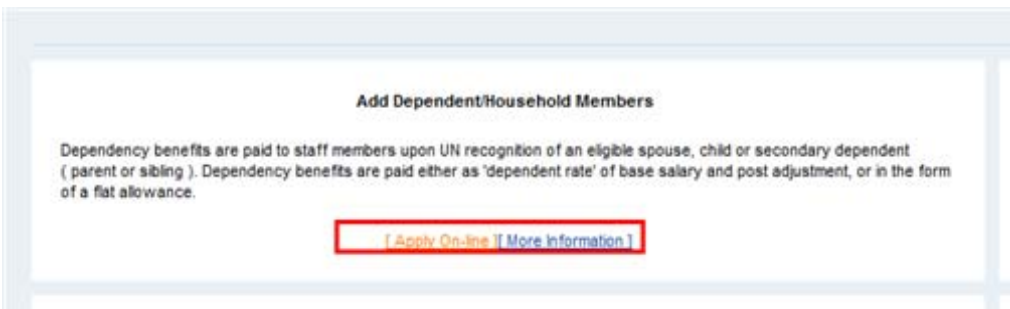 Add Dependent/Household Members
Dependency benefits are paid to staff members upon UN recognition of an eligible spouse, child or secondary dependent
( parent or sibling ). Dependency benefits are paid either as 'dependent rate' of base salary and post adjustment, or in the form
of a flat allowance.
[ Apply On-line ][ More Information ]